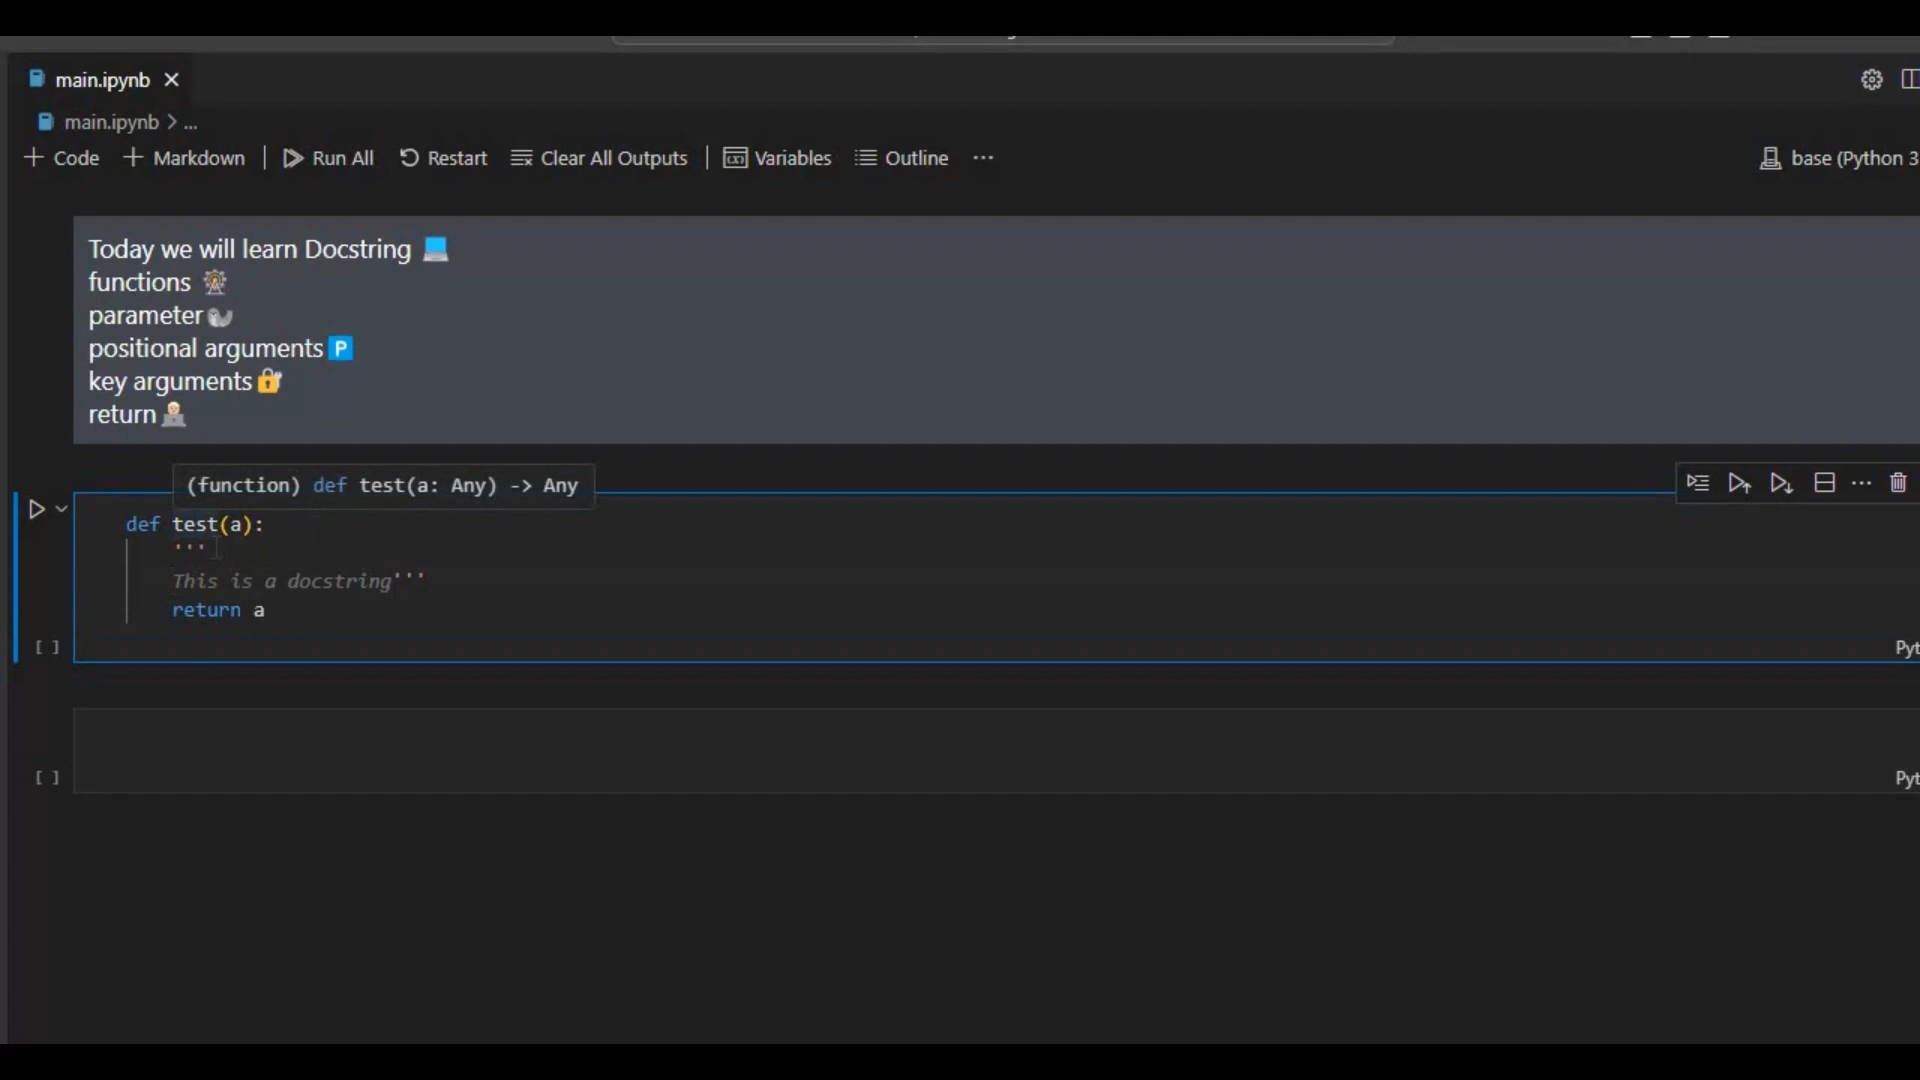 main.ipynb
main.ipynb > ...
Code Markdown Run All Restart Clear All Outputs Variables Outline ... base (Python 3
Today we will learn Docstring 💻
functions 🎡
parameter🦭
positional arguments🅿️
key arguments🔐
return👨🏻‍💻
(function) def test(a: Any) -> Any
def test(a):
'''
This is a docstring'''
return a
[ ]
Pyt
[ ]
Pyt